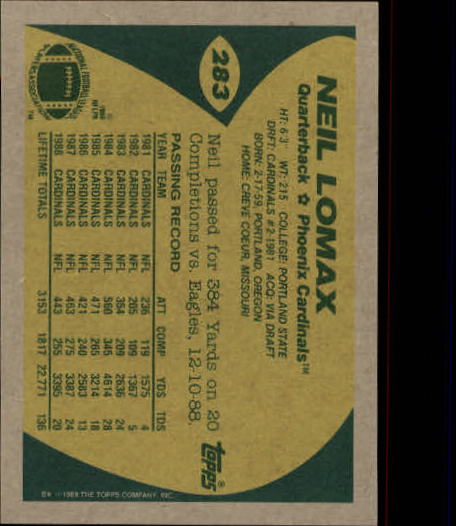 283
NEIL LOMAX
Quarterback ✿ Phoenix Cardinals™
HT: 6'3" WT: 215 COLLEGE: PORTLAND STATE
DRFT: CARDINALS #2-1981 ACQ: VIA DRAFT
BORN: 2-17-59, PORTLAND, OREGON
HOME: CREVE COEUR, MISSOURI
Neil passed for 384 Yards on 20
Completions vs. Eagles, 12-10-88.
PASSING RECORD
YEAR TEAM ATT COMP YDS TDS
1981 CARDINALS NFL 236 119 1575 4
1982 CARDINALS NFL 205 109 1367 5
1983 CARDINALS NFL 354 209 2636 24
1984 CARDINALS NFL 560 345 4614 28
1985 CARDINALS NFL 471 265 3214 18
1986 CARDINALS NFL 421 240 2583 13
1987 CARDINALS NFL 463 275 3387 24
1988 CARDINALS NFL 443 255 3395 20
LIFETIME TOTALS 3153 1817 22,771 136
NATIONAL FOOTBALL LEAGUE
PLAYERS ASSOCIATION
TM
topps®
© 1989 THE TOPPS COMPANY, INC.